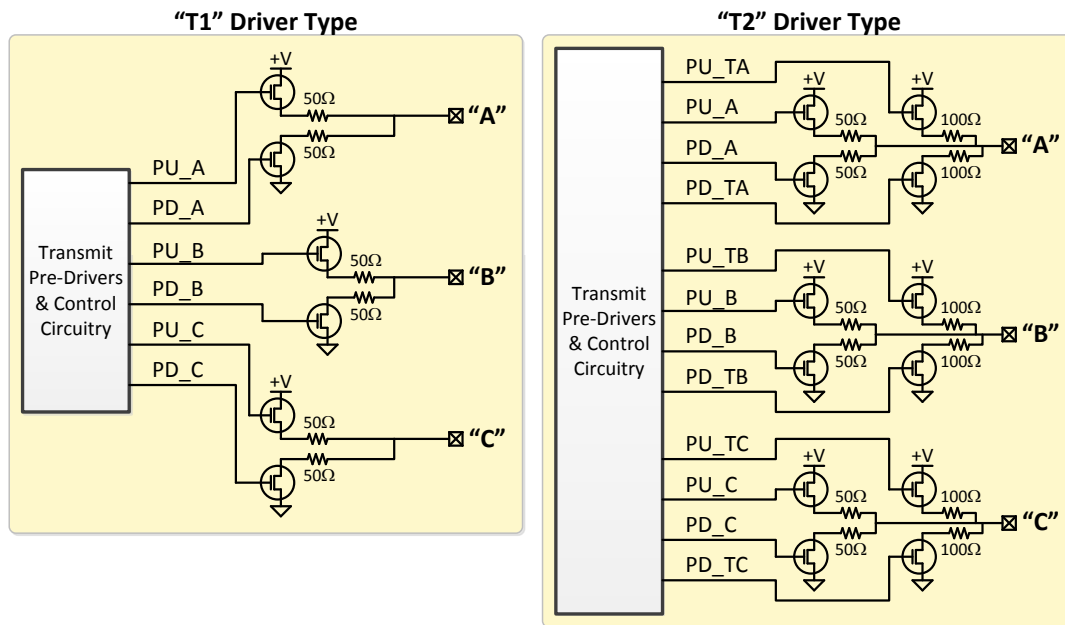 “T1” Driver Type
+V
50Ω
50Ω
“A”
PU_A
PD_A
Transmit
Pre-Drivers
& Control
Circuitry
PU_B
PD_B
+V
50Ω
50Ω
“B”
PU_C
PD_C
+V
50Ω
50Ω
“C”
“T2” Driver Type
Transmit
Pre-Drivers
& Control
Circuitry
PU_TA
PU_A
PD_A
PD_TA
+V
+V
50Ω
100Ω
50Ω
100Ω
“A”
PU_TB
PU_B
PD_B
PD_TB
+V
+V
50Ω
100Ω
50Ω
100Ω
“B”
PU_TC
PU_C
PD_C
PD_TC
+V
+V
50Ω
100Ω
50Ω
100Ω
“C”